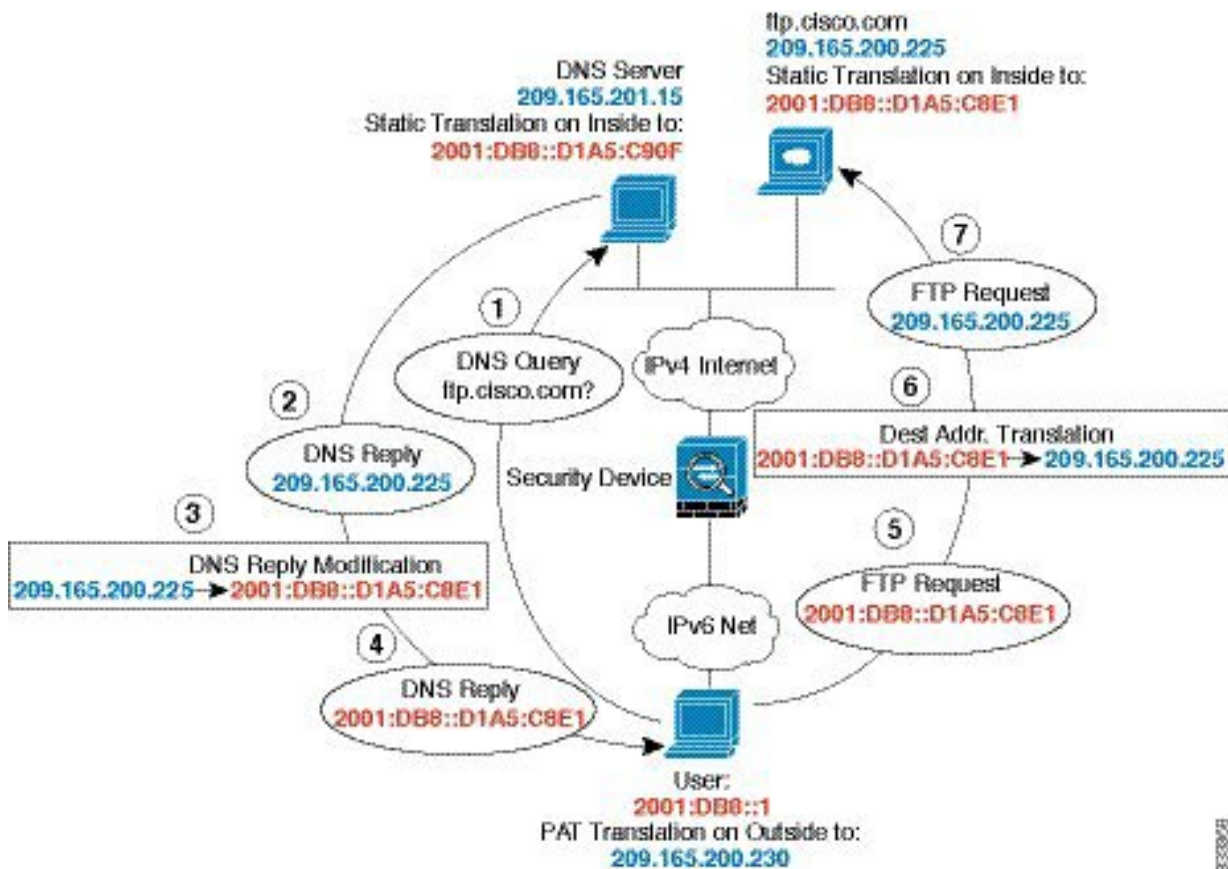 ftp.cisco.com
209.165.200.225
Static Translation on Inside to:
2001:DB8::D1A5:C8E1
DNS Server
209.165.201.15
Static Translation on Inside to:
2001:DB8::D1A5:C90F
7
FTP Request
209.165.200.225
1
DNS Query
ftp.cisco.com?
IPv4 Internet
2
DNS Reply
209.165.200.225
6
Dest Addr. Translation
2001:DB8::D1A5:C8E1 → 209.165.200.225
Security Device
3
DNS Reply Modification
209.165.200.225 → 2001:DB8::D1A5:C8E1
5
FTP Request
2001:DB8::D1A5:C8E1
IPv6 Net
4
DNS Reply
2001:DB8::D1A5:C8E1
User:
2001:DB8::1
PAT Translation on Outside to:
209.165.200.230